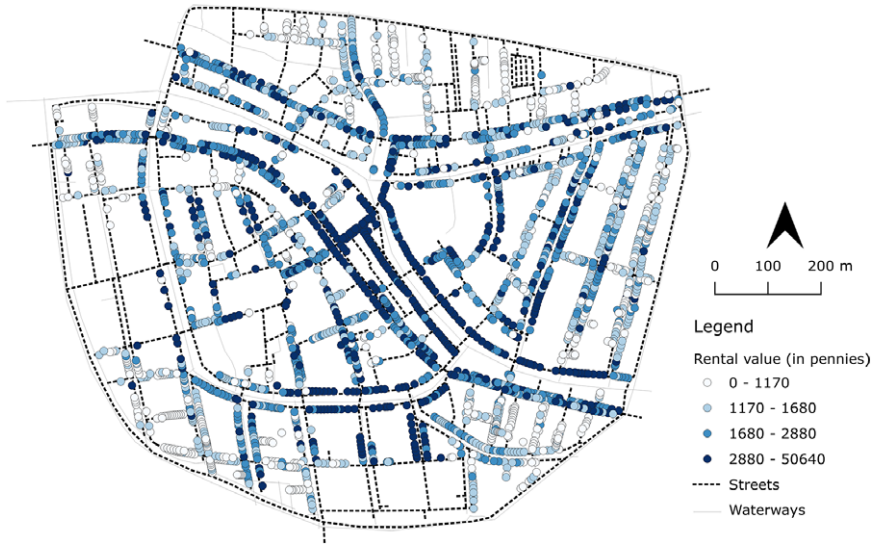 0 100 200 m
Legend
Rental value (in pennies)
0 - 1170
1170 - 1680
1680 - 2880
2880 - 50640
Streets
Waterways